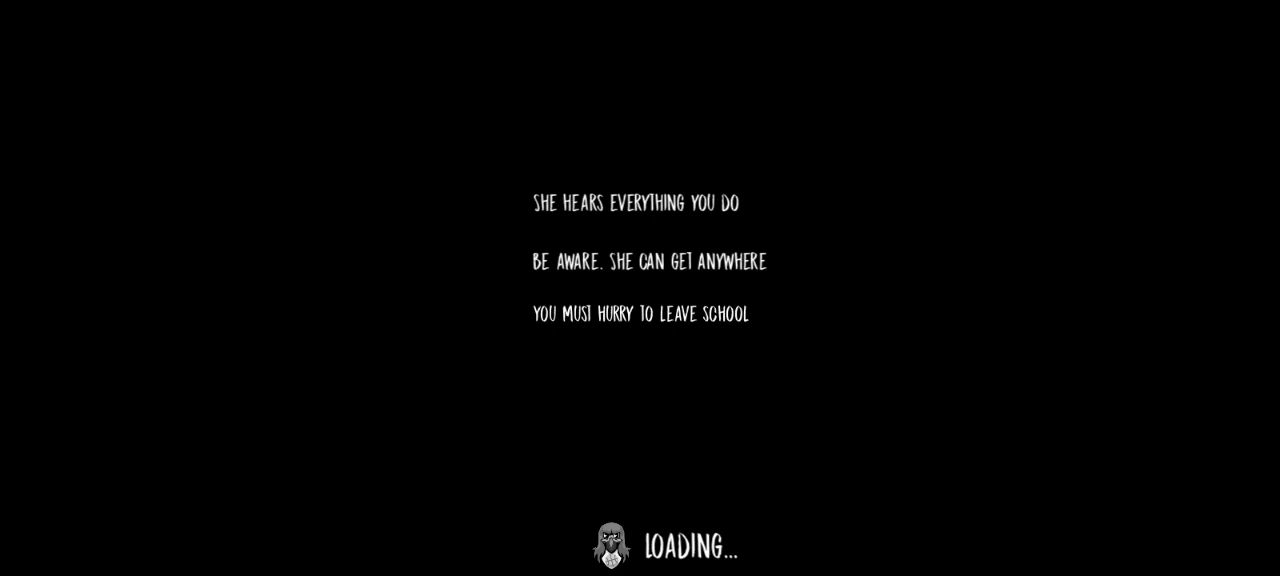 SHE HEARS EVERYTHING YOU DO
BE AWARE. SHE CAN GET ANYWHERE
YOU MUST HURRY TO LEAVE SCHOOL
LOADING...